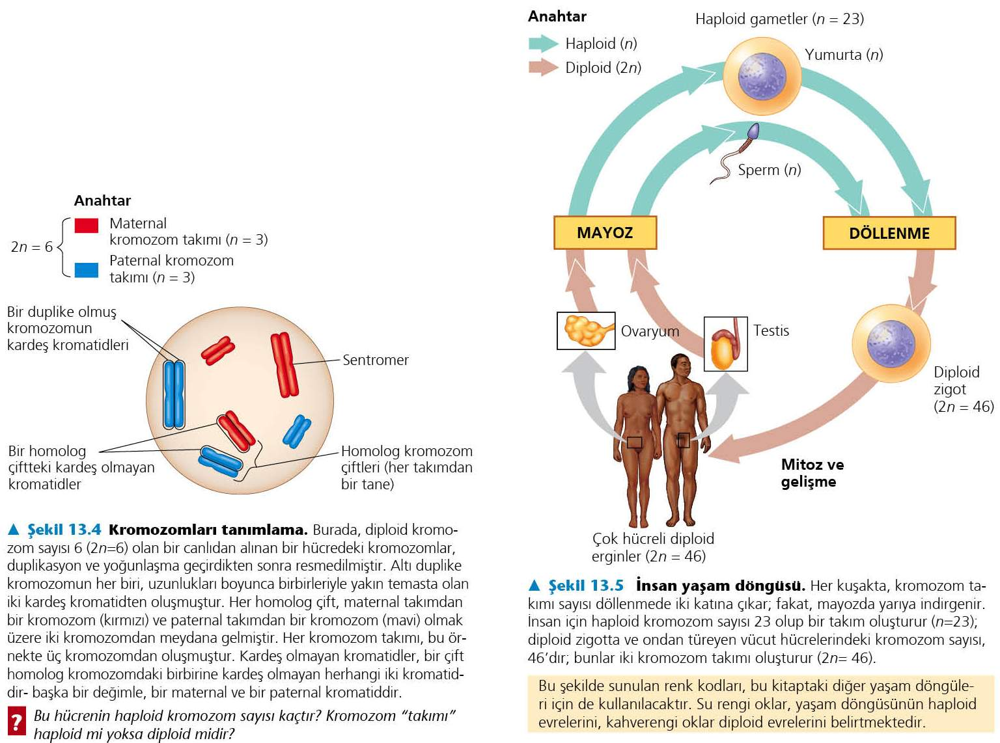 Anahtar
2n = 6
Maternal
kromozom takımı (n = 3)
Paternal kromozom
takımı (n = 3)
Bir duplike olmuş
kromozomun
kardeş kromatidleri
Sentromer
Bir homolog
çiftteki kardeş olmayan
kromatidler
Homolog kromozom
çiftleri (her takımdan
bir tane)
▲ Şekil 13.4 Kromozomları tanımlama. Burada, diploid kromo-
zom sayısı 6 (2n=6) olan bir canlıdan alınan bir hücredeki kromozomlar,
duplikasyon ve yoğunlaşma geçirdikten sonra resmedilmiştir. Altı duplike
kromozomun her biri, uzunlukları boyunca birbirleriyle yakın temasta olan
iki kardeş kromatidten oluşmuştur. Her homolog çift, maternal takımdan
bir kromozom (kırmızı) ve paternal takımdan bir kromozom (mavi) olmak
üzere iki kromozomdan meydana gelmiştir. Her kromozom takımı, bu ör-
nekte üç kromozomdan oluşmuştur. Kardeş olmayan kromatidler, bir çift
homolog kromozomdaki birbirine kardeş olmayan herhangi iki kromatid-
dir- başka bir değimle, bir maternal ve bir paternal kromatiddir.
? Bu hücrenin haploid kromozom sayısı kaçtır? Kromozom “takımı”
haploid mi yoksa diploid midir?
Anahtar
Haploid (n)
Diploid (2n)
Haploid gametler (n = 23)
Yumurta (n)
Sperm (n)
MAYOZ
DÖLLENME
Ovaryum
Testis
Diploid
zigot
(2n = 46)
Mitoz ve
gelişme
Çok hücreli diploid
erginler (2n = 46)
▲ Şekil 13.5 İnsan yaşam döngüsü. Her kuşakta, kromozom ta-
kımı sayısı döllenmede iki katına çıkar; fakat, mayozda yarıya indirgenir.
İnsan için haploid kromozom sayısı 23 olup bir takım oluşturur (n=23);
diploid zigotta ve ondan türeyen vücut hücrelerindeki kromozom sayısı,
46’dır; bunlar iki kromozom takımı oluşturur (2n= 46).
Bu şekilde sunulan renk kodları, bu kitaptaki diğer yaşam döngüle-
ri için de kullanılacaktır. Su rengi oklar, yaşam döngüsünün haploid
evrelerini, kahverengi oklar diploid evrelerini belirtmektedir.